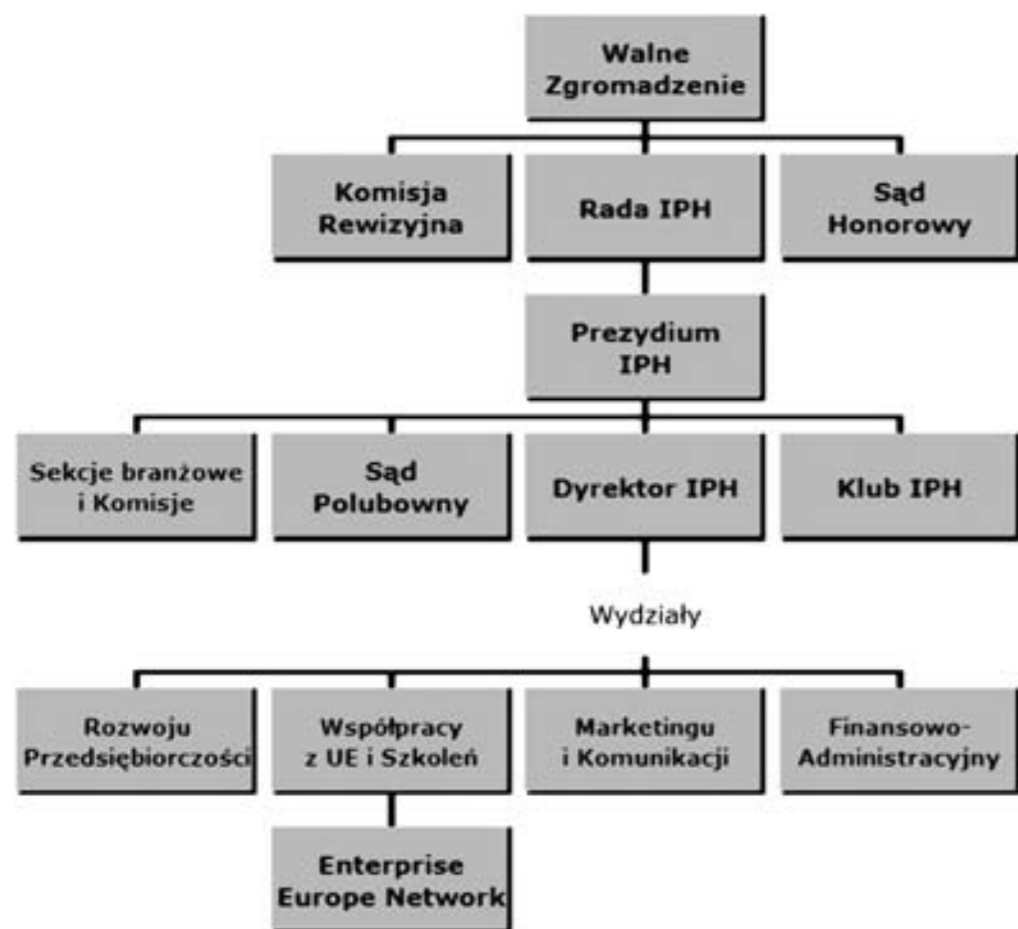 Walne
Zgromadzenie
Komisja
Rewizyjna
Rada IPH
Sąd
Honorowy
Prezydium
IPH
Sekcje branżowe
i Komisje
Sąd
Polubowny
Dyrektor IPH
Klub IPH
Wydziały
Rozwoju
Przedsiębiorczości
Współpracy
z UE i Szkoleń
Marketingu
i Komunikacji
Finansowo-
Administracyjny
Enterprise
Europe Network